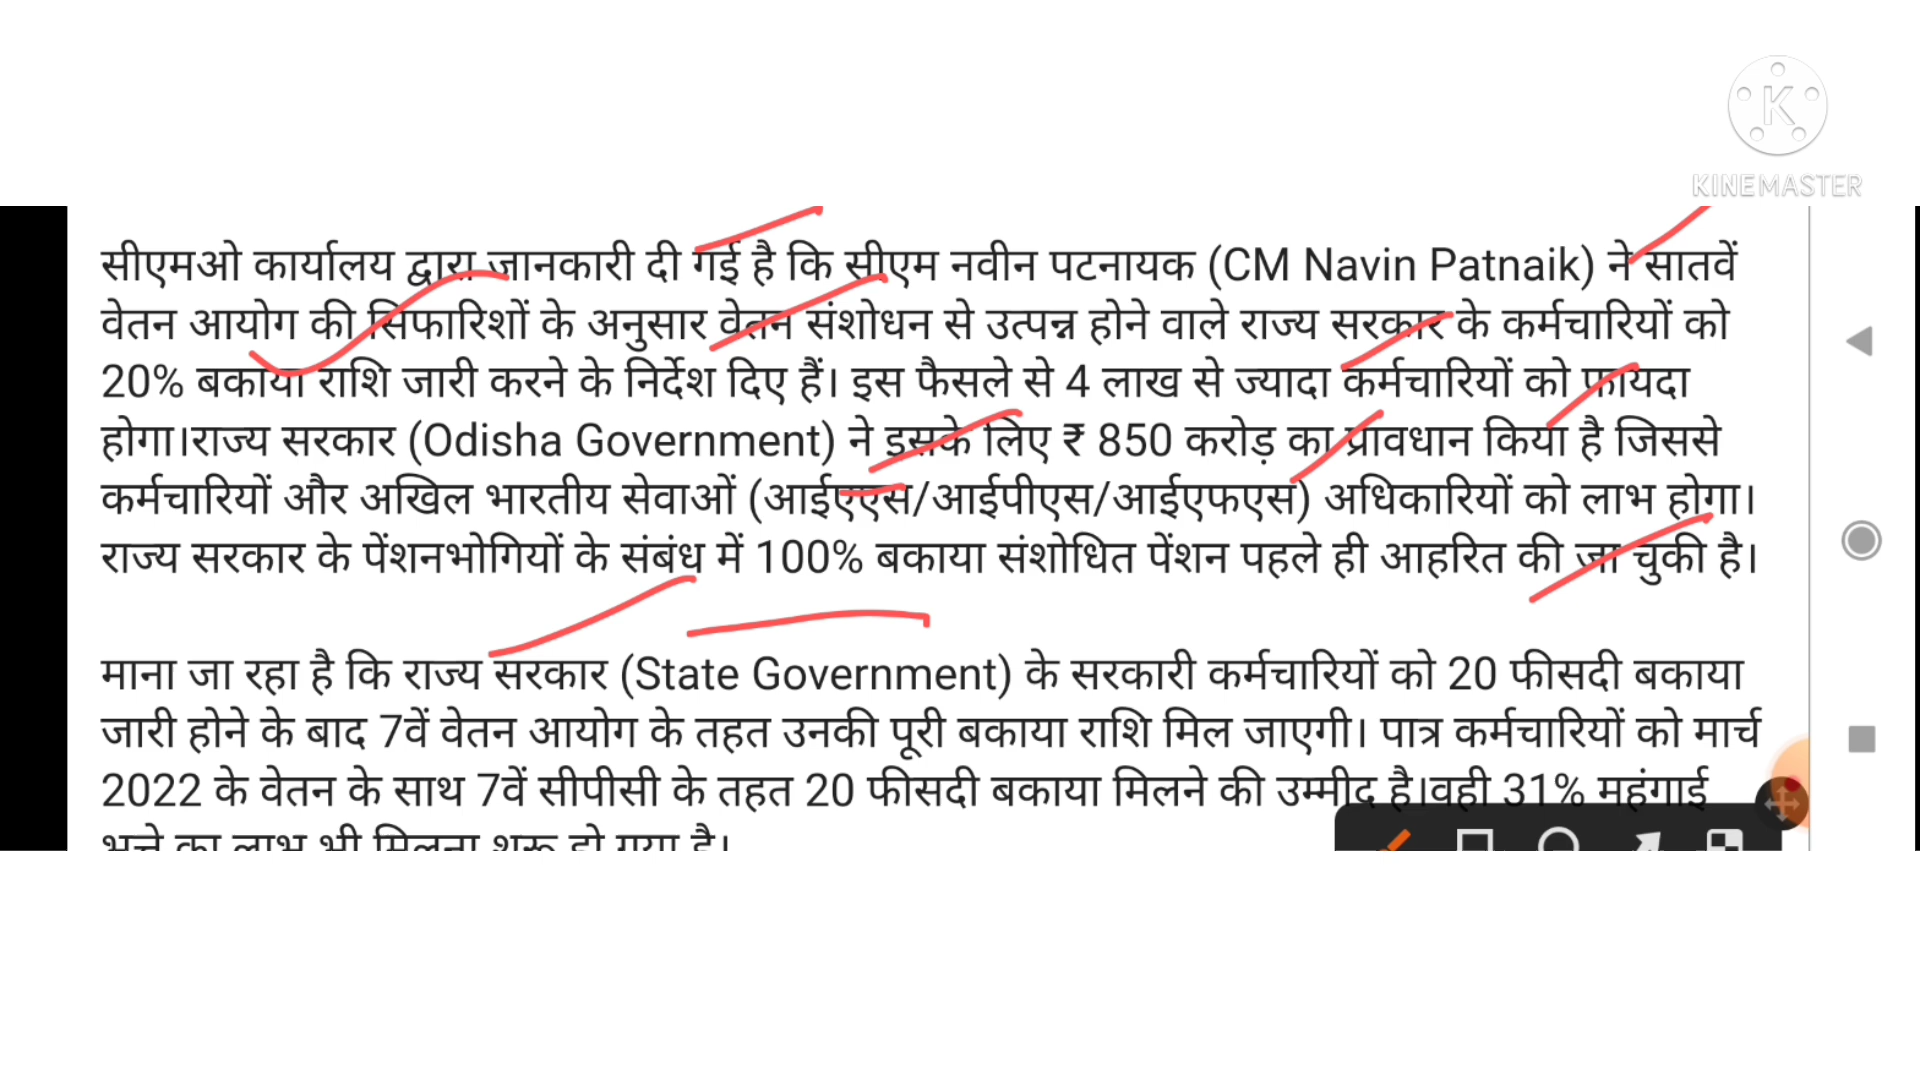 KINEMASTER
सीएमओ कार्यालय द्वारा जानकारी दी गई है कि सीएम नवीन पटनायक (CM Navin Patnaik) ने सातवें
वेतन आयोग की सिफारिशों के अनुसार वेतन संशोधन से उत्पन्न होने वाले राज्य सरकार के कर्मचारियों को
20% बकाया राशि जारी करने के निर्देश दिए हैं। इस फैसले से 4 लाख से ज्यादा कर्मचारियों को फायदा
होगा।राज्य सरकार (Odisha Government) ने इसके लिए ₹ 850 करोड़ का प्रावधान किया है जिससे
कर्मचारियों और अखिल भारतीय सेवाओं (आईएएस/आईपीएस/आईएफएस) अधिकारियों को लाभ होगा।
राज्य सरकार के पेंशनभोगियों के संबंध में 100% बकाया संशोधित पेंशन पहले ही आहरित की जा चुकी है।
माना जा रहा है कि राज्य सरकार (State Government) के सरकारी कर्मचारियों को 20 फीसदी बकाया
जारी होने के बाद 7वें वेतन आयोग के तहत उनकी पूरी बकाया राशि मिल जाएगी। पात्र कर्मचारियों को मार्च
2022 के वेतन के साथ 7वें सीपीसी के तहत 20 फीसदी बकाया मिलने की उम्मीद है।वही 31% महंगाई
भत्ते का लाभ भी मिलना शुरू हो गया है।